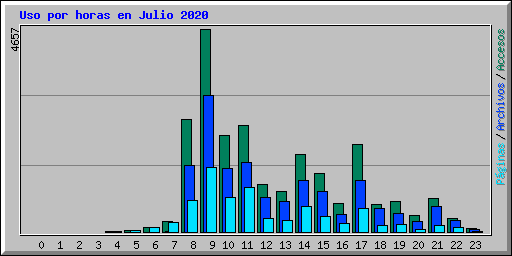 Uso por horas en Julio 2020
4657
Páginas / Archivos / Accesos
0 1 2 3 4 5 6 7 8 9 10 11 12 13 14 15 16 17 18 19 20 21 22 23